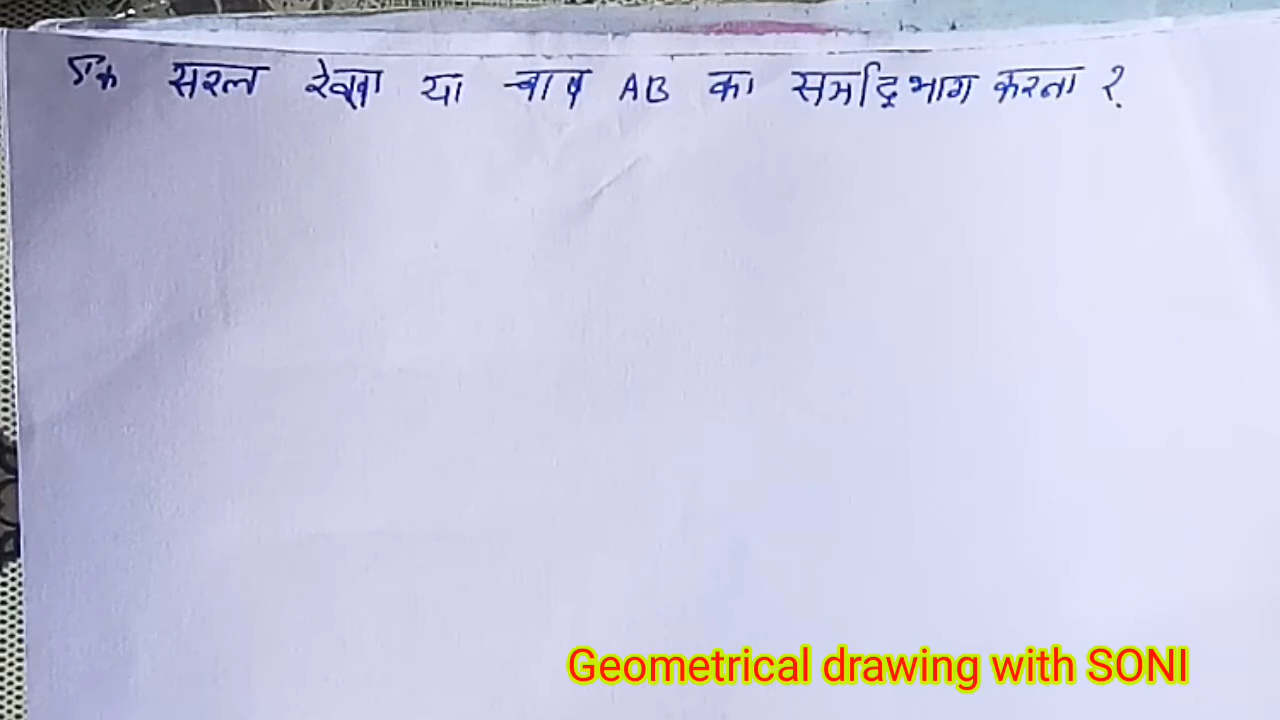 एक सरल रेखा या चाप AB का समद्विभाग करना ?
Geometrical drawing with SONI